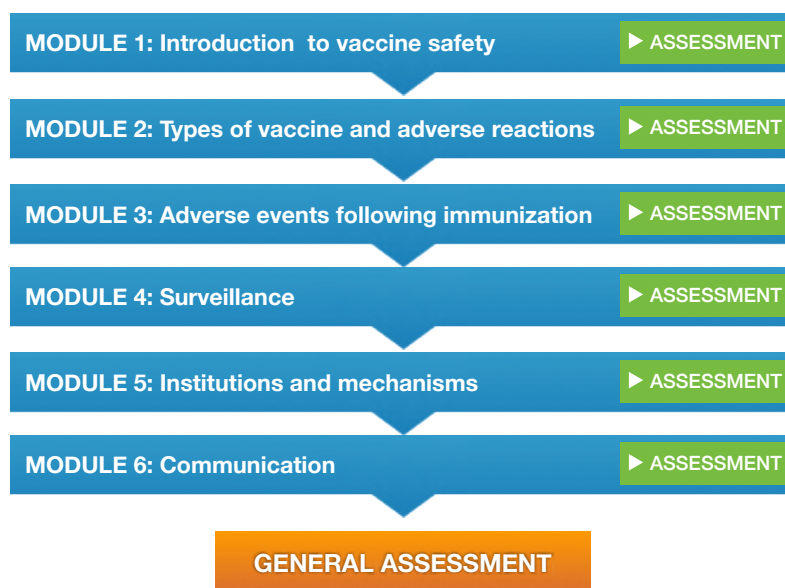 MODULE 1: Introduction to vaccine safety
ASSESSMENT
MODULE 2: Types of vaccine and adverse reactions
ASSESSMENT
MODULE 3: Adverse events following immunization
ASSESSMENT
MODULE 4: Surveillance
ASSESSMENT
MODULE 5: Institutions and mechanisms
ASSESSMENT
MODULE 6: Communication
ASSESSMENT
GENERAL ASSESSMENT